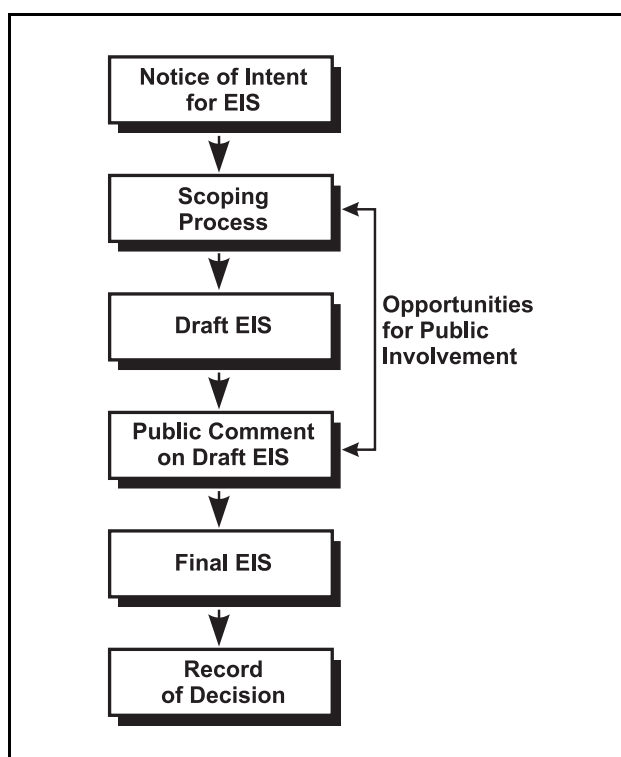 Notice of Intent
for EIS
Scoping
Process
Opportunities
for Public
Involvement
Draft EIS
Public Comment
on Draft EIS
Final EIS
Record
of Decision